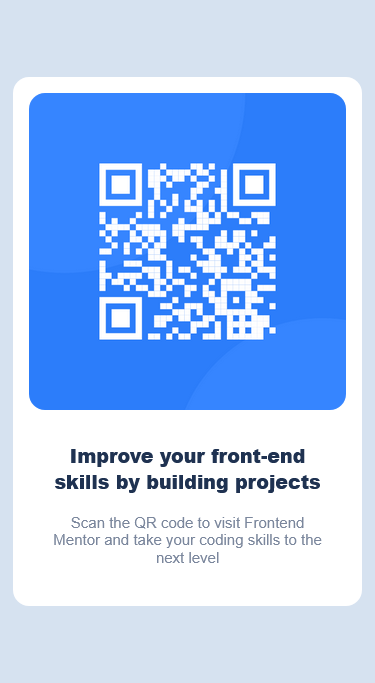 Improve your front-end
skills by building projects
Scan the QR code to visit Frontend
Mentor and take your coding skills to the
next level